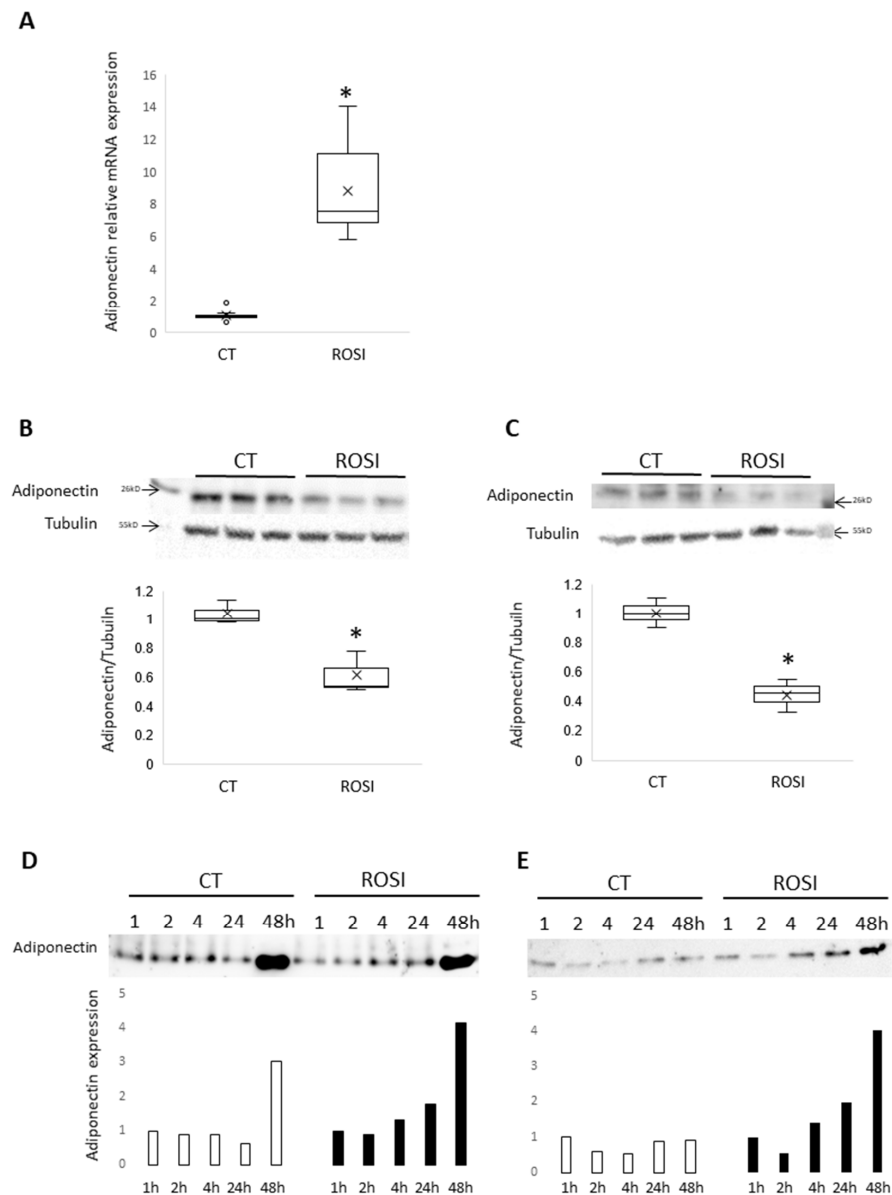 A
Adiponectin relative mRNA expression
16
14
12
10
8
6
4
2
0
*
CT ROSI
B
CT ROSI
Adiponectin 26kD
Tubulin 55kD
Adiponectin/Tubuiln
1.2
1
0.8
0.6
0.4
0.2
0
*
CT ROSI
C
CT ROSI
Adiponectin 26kD
Tubulin 55kD
Adiponectin/Tubuiln
1.2
1
0.8
0.6
0.4
0.2
0
*
CT ROSI
D
CT ROSI
1 2 4 24 48h 1 2 4 24 48h
Adiponectin
Adiponectin expression
5
4
3
2
1
0
1h 2h 4h 24h 48h 1h 2h 4h 24h 48h
E
CT ROSI
1 2 4 24 48h 1 2 4 24 48h
5
4
3
2
1
0
1h 2h 4h 24h 48h 1h 2h 4h 24h 48h